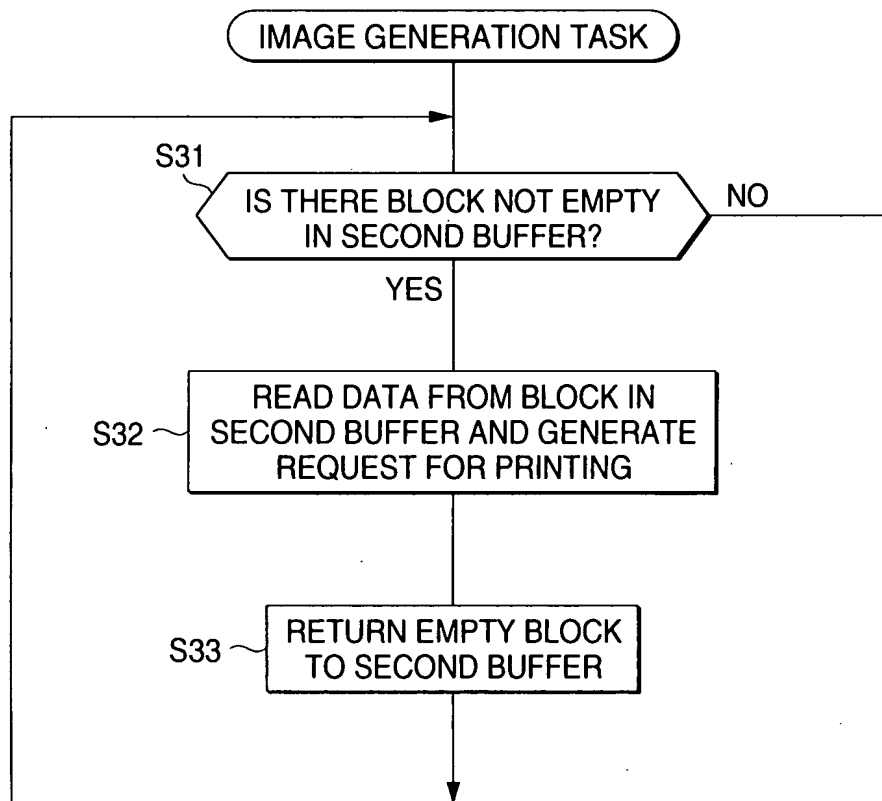 IMAGE GENERATION TASK
S31
IS THERE BLOCK NOT EMPTY
IN SECOND BUFFER?
NO
YES
S32
READ DATA FROM BLOCK IN
SECOND BUFFER AND GENERATE
REQUEST FOR PRINTING
S33
RETURN EMPTY BLOCK
TO SECOND BUFFER